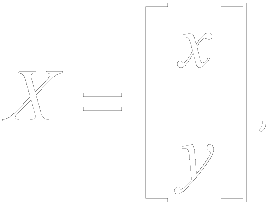 X = [x
y],